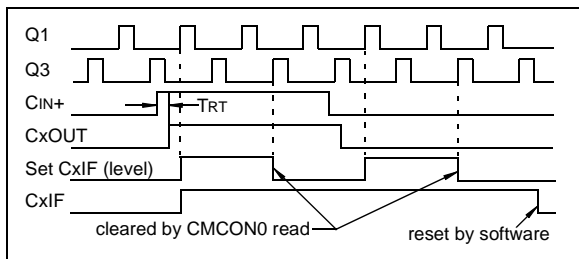 Q1
Q3
CIN+
TRT
CxOUT
Set CxIF (level)
CxIF
cleared by CMCON0 read
reset by software